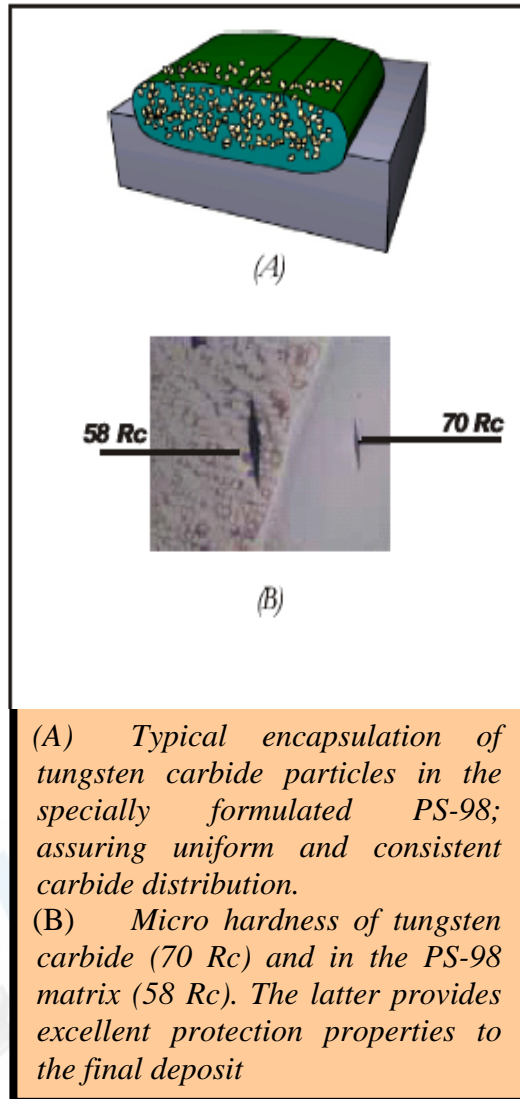 (A)
58 Rc
70 Rc
(B)
(A) Typical encapsulation of
tungsten carbide particles in the
specially formulated PS-98;
assuring uniform and consistent
carbide distribution.
(B) Micro hardness of tungsten
carbide (70 Rc) and in the PS-98
matrix (58 Rc). The latter provides
excellent protection properties to
the final deposit